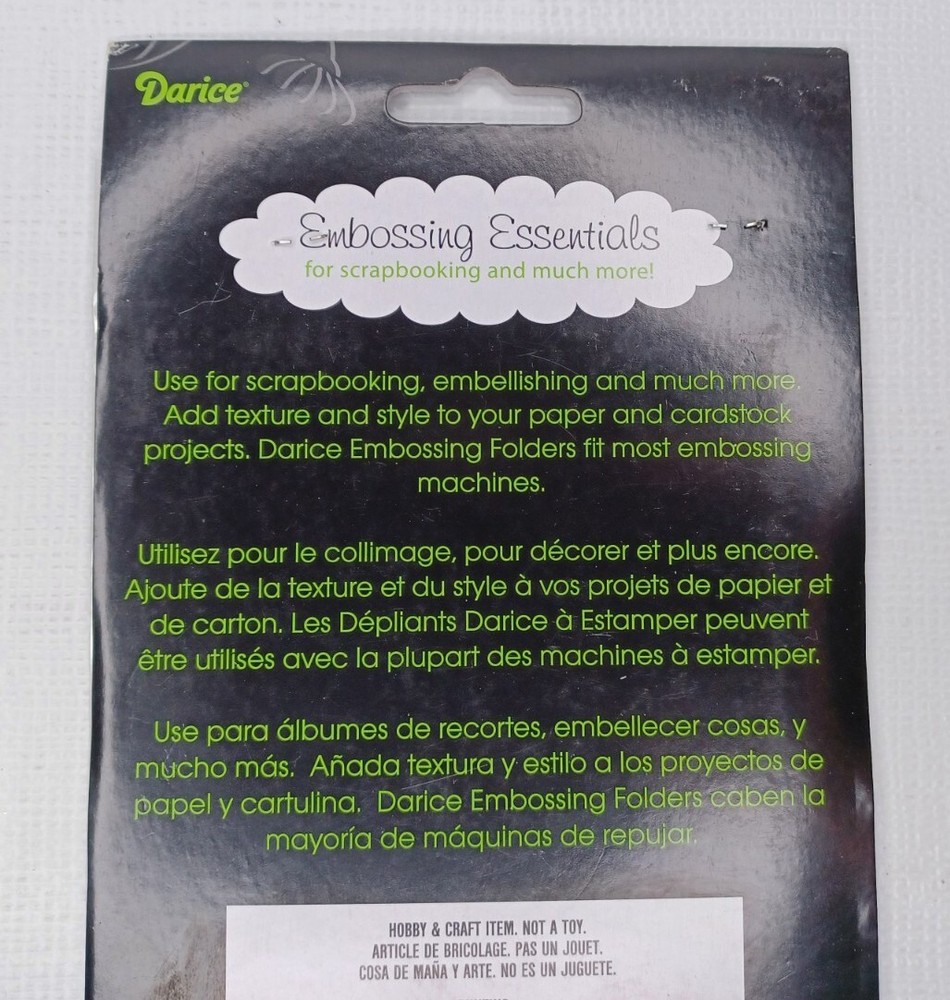 Darice®
Embossing Essentials
for scrapbooking and much more!
Use for scrapbooking, embellishing and much more.
Add texture and style to your paper and cardstock
projects. Darice Embossing Folders fit most embossing
machines.
Utilisez pour le collimage, pour décorer et plus encore.
Ajoute de la texture et du style à vos projets de papier et
de carton. Les Dépliants Darice à Estamper peuvent
être utilisés avec la plupart des machines à estamper.
Use para álbumes de recortes, embellecer cosas, y
mucho más. Añada textura y estilo a los proyectos de
papel y cartulina. Darice Embossing Folders caben la
mayoría de máquinas de repujar.
HOBBY & CRAFT ITEM. NOT A TOY.
ARTICLE DE BRICOLAGE. PAS UN JOUET.
COSA DE MAÑA Y ARTE. NO ES UN JUGUETE.